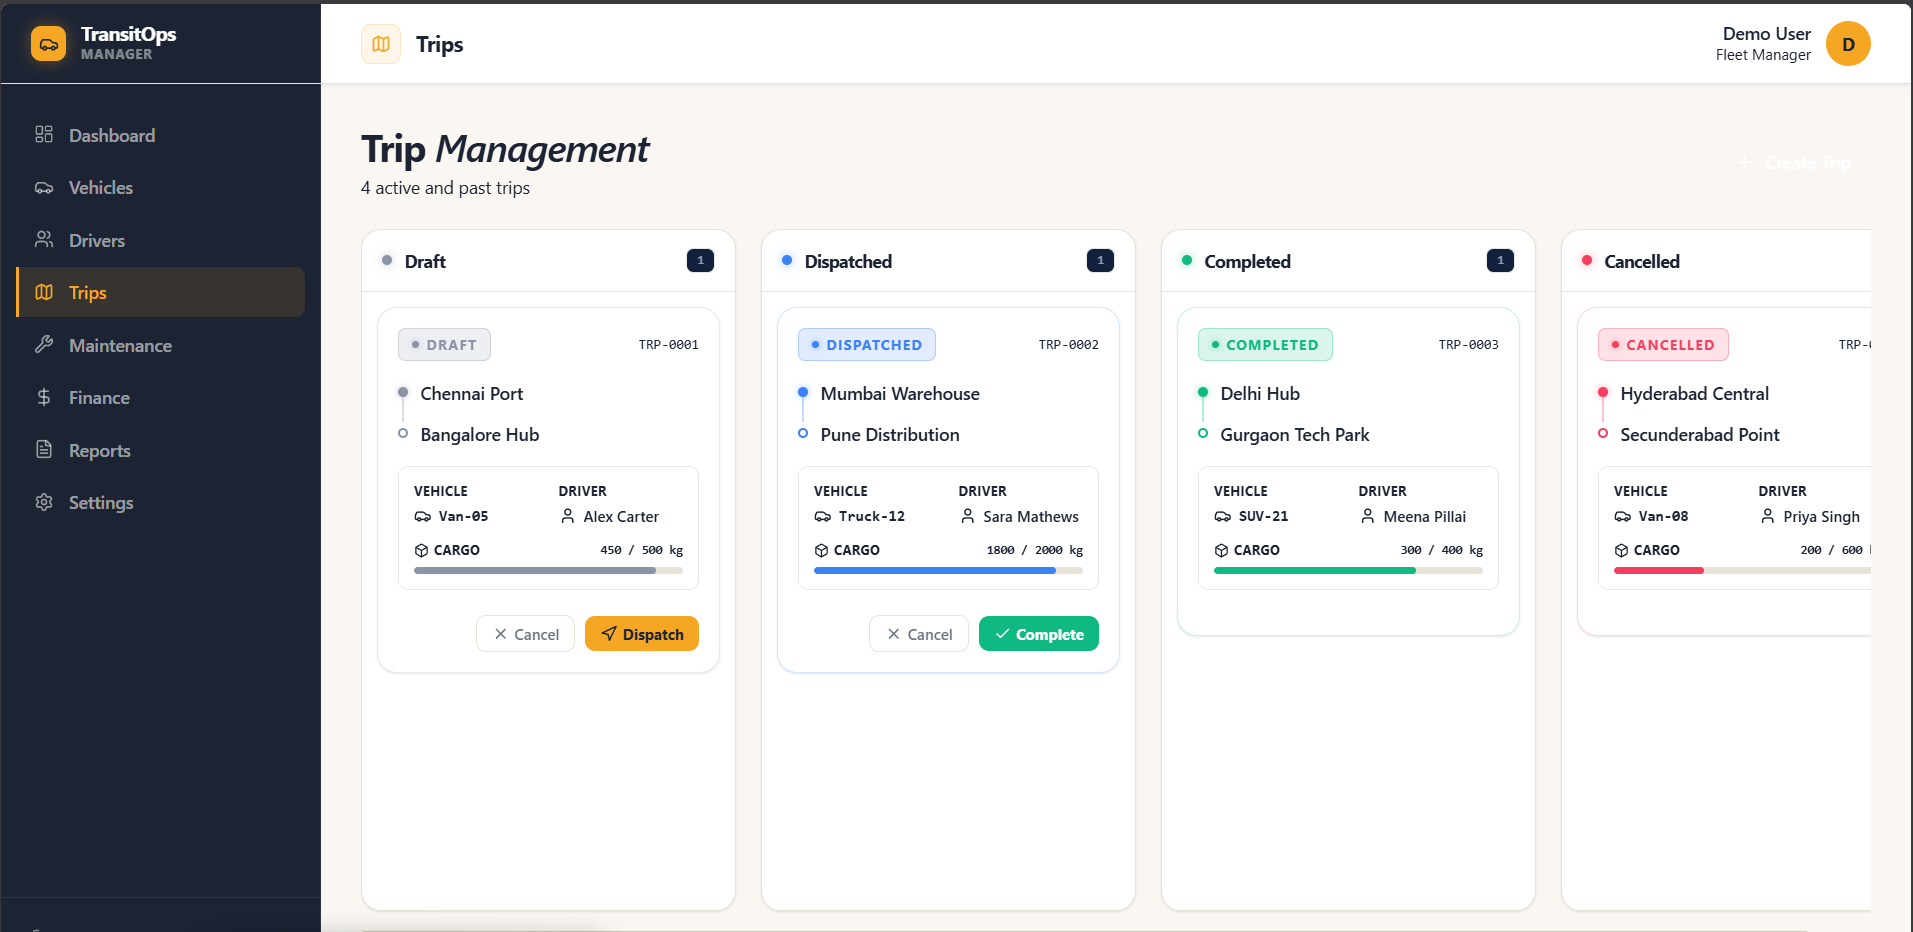 TransitOps
MANAGER
Dashboard
Vehicles
Drivers
Trips
Maintenance
Finance
Reports
Settings
Trips
Demo User
Fleet Manager
D
Trip Management
4 active and past trips
+ Create Trip
Draft
1
DRAFT
TRP-0001
Chennai Port
Bangalore Hub
VEHICLE
DRIVER
Van-05
Alex Carter
CARGO
450 / 500 kg
Cancel
Dispatch
Dispatched
1
DISPATCHED
TRP-0002
Mumbai Warehouse
Pune Distribution
VEHICLE
DRIVER
Truck-12
Sara Mathews
CARGO
1800 / 2000 kg
Cancel
Complete
Completed
1
COMPLETED
TRP-0003
Delhi Hub
Gurgaon Tech Park
VEHICLE
DRIVER
SUV-21
Meena Pillai
CARGO
300 / 400 kg
Cancelled
CANCELLED
TRP-
Hyderabad Central
Secunderabad Point
VEHICLE
DRIVER
Van-08
Priya Singh
CARGO
200 / 600